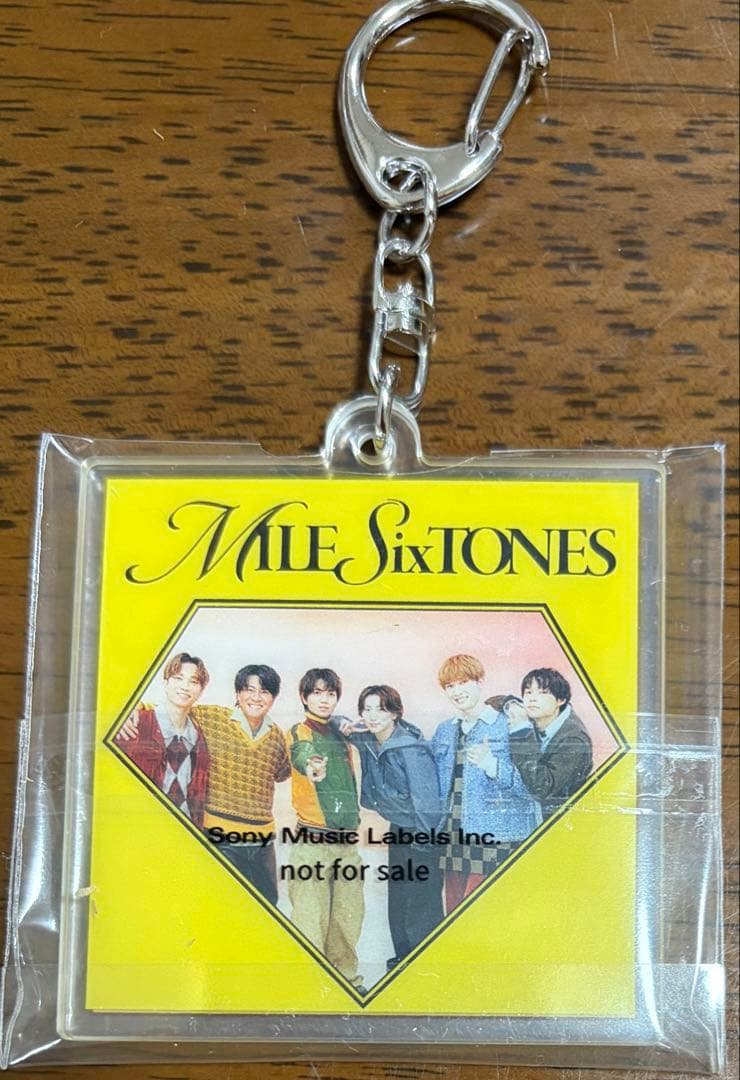 MILE SixTONES
Sony Music Labels Inc.
not for sale